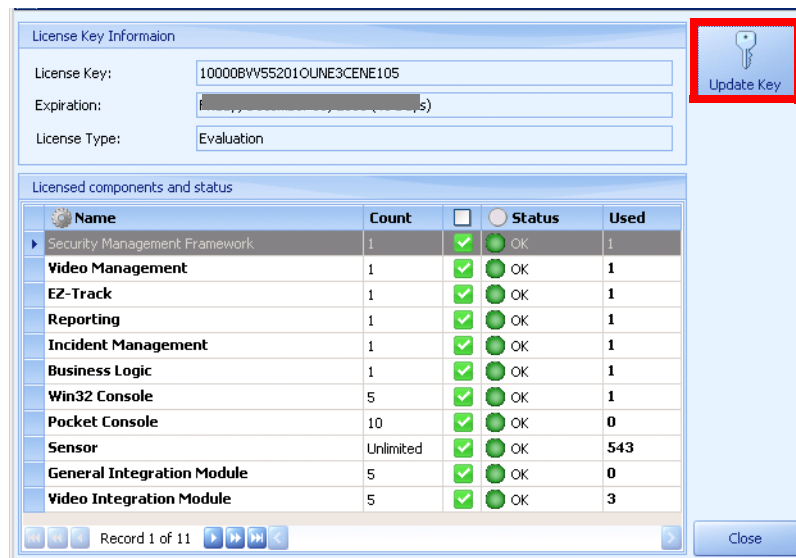 License Key Informaion
License Key: 10000BVV55201OUNE3CENE105
Update Key
Expiration: s)
License Type: Evaluation
Licensed components and status
Name Count Status Used
Security Management Framework 1 OK 1
Video Management 1 OK 1
EZ-Track 1 OK 1
Reporting 1 OK 1
Incident Management 1 OK 1
Business Logic 1 OK 1
Win32 Console 5 OK 1
Pocket Console 10 OK 0
Sensor Unlimited OK 543
General Integration Module 5 OK 0
Video Integration Module 5 OK 3
Record 1 of 11
Close